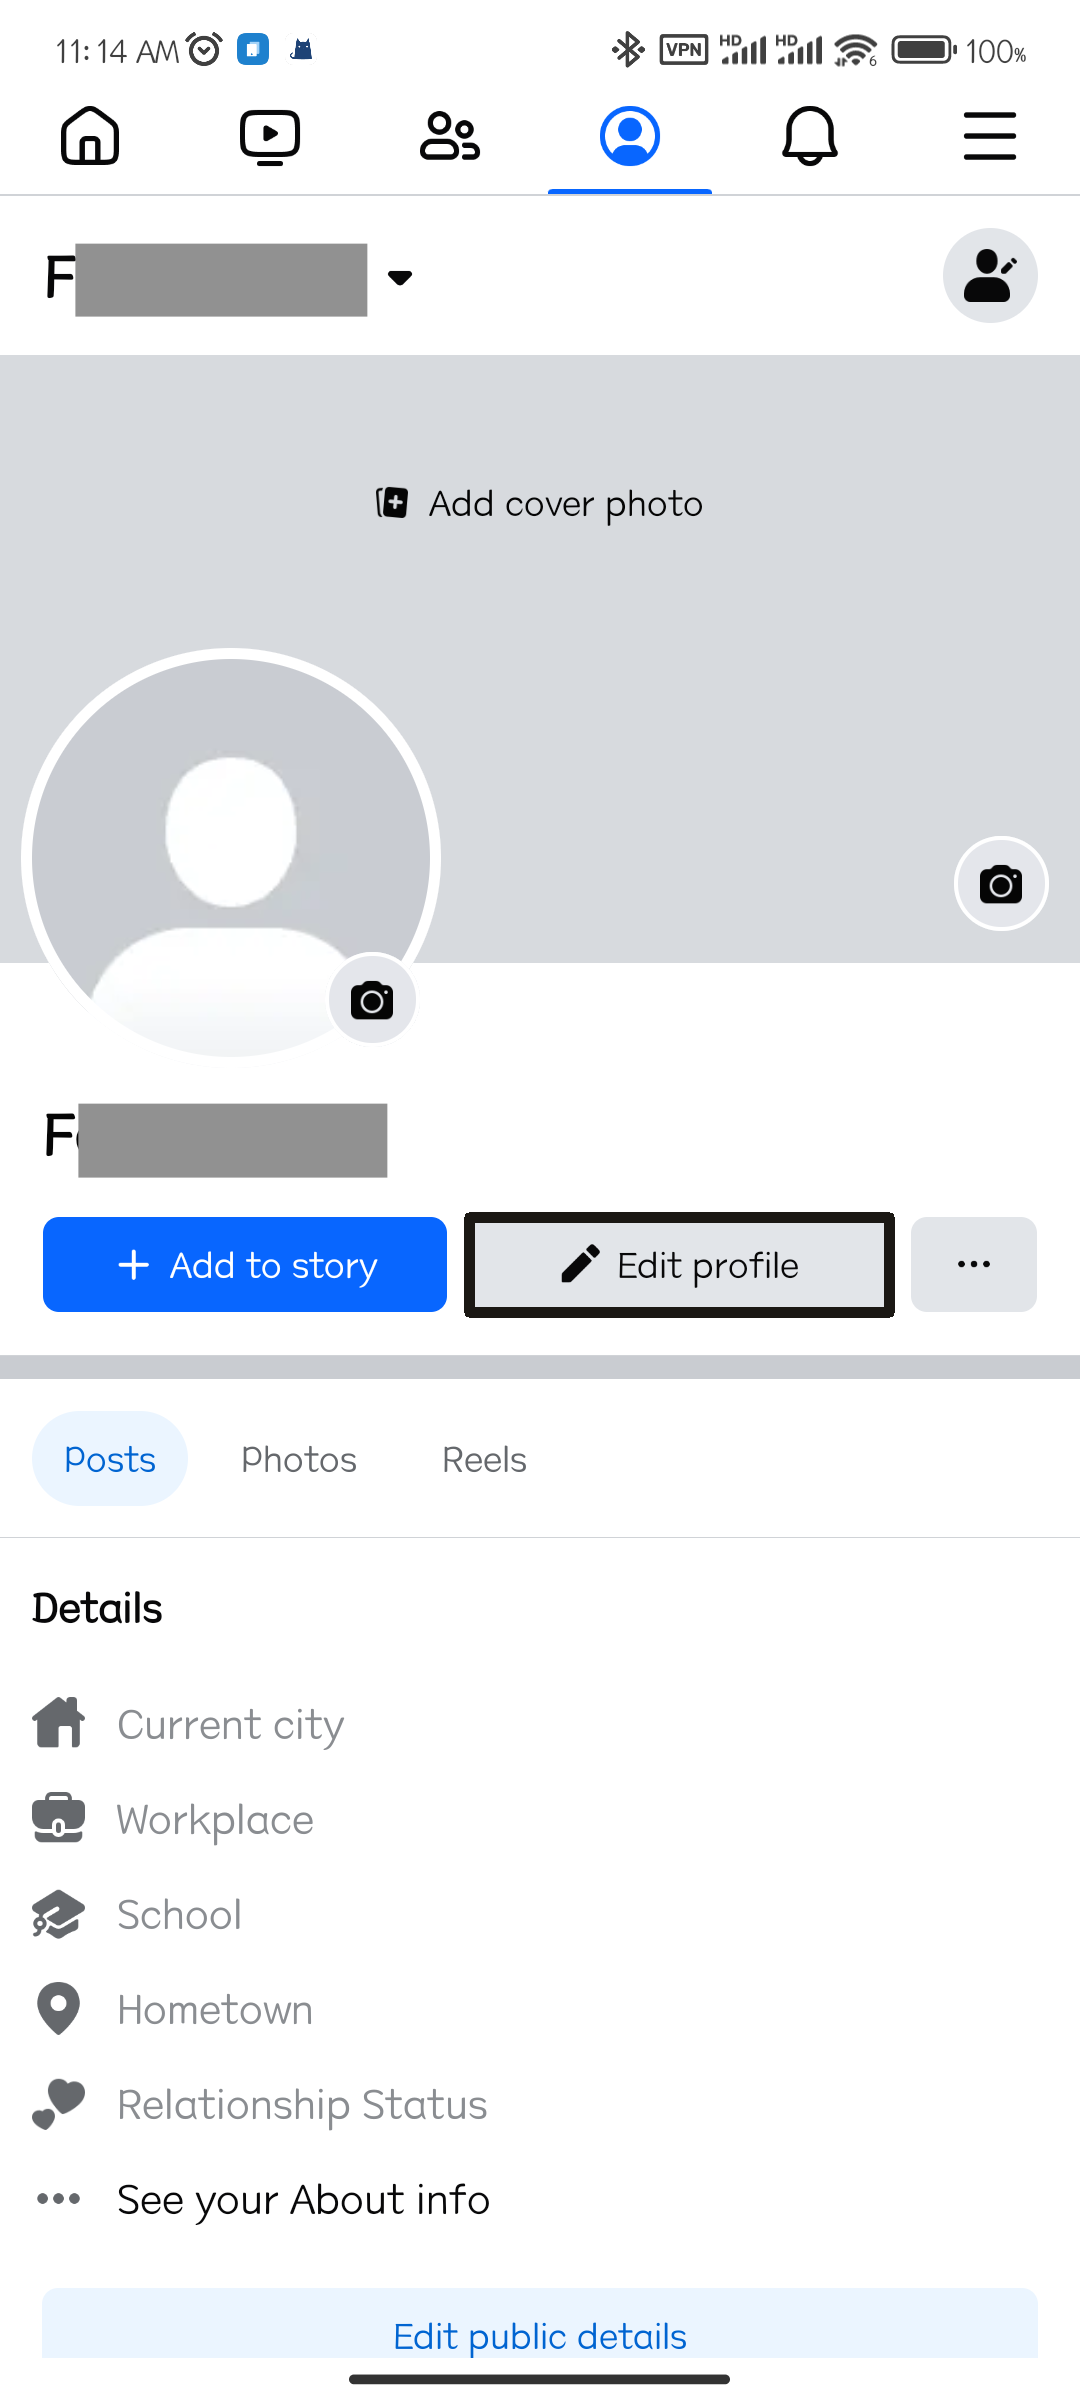 11:14 AM VPN HD HD 6 100%
F
Add cover photo
F
+ Add to story
Edit profile
Posts Photos Reels
Details
Current city
Workplace
School
Hometown
Relationship Status
See your About info
Edit public details